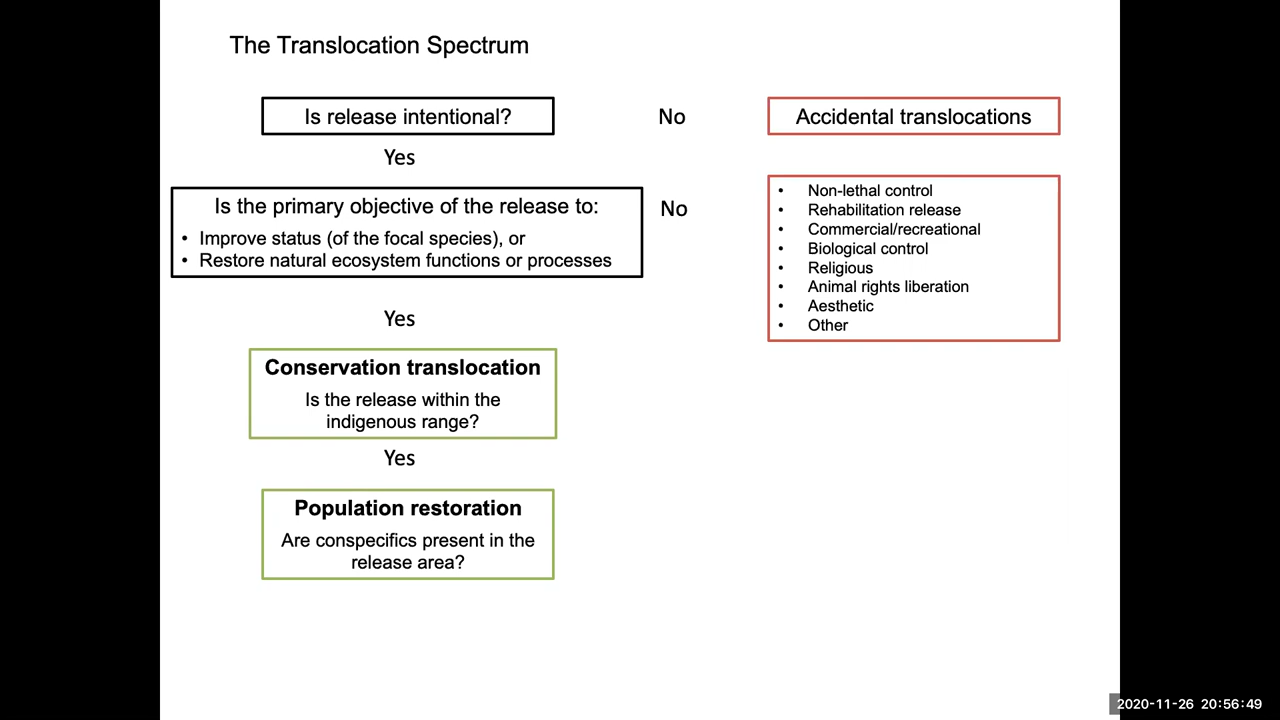 The Translocation Spectrum
Is release intentional?
No
Accidental translocations
Yes
Is the primary objective of the release to:
• Improve status (of the focal species), or
• Restore natural ecosystem functions or processes
No
• Non-lethal control
• Rehabilitation release
• Commercial/recreational
• Biological control
• Religious
• Animal rights liberation
• Aesthetic
• Other
Yes
Conservation translocation
Is the release within the
indigenous range?
Yes
Population restoration
Are conspecifics present in the
release area?
2020-11-26 20:56:49